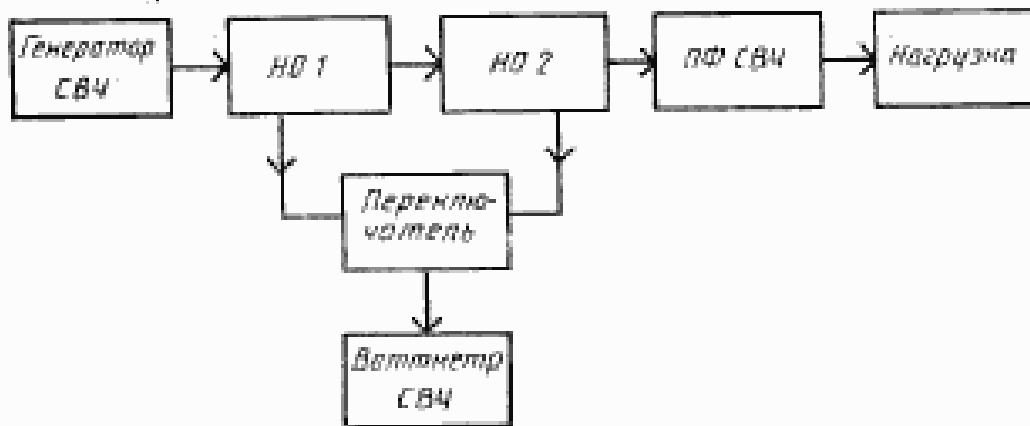 Генератор
СВЧ
НО 1
НО 2
ПФ СВЧ
Нагрузка
Переклю-
чатель
Ваттметр
СВЧ